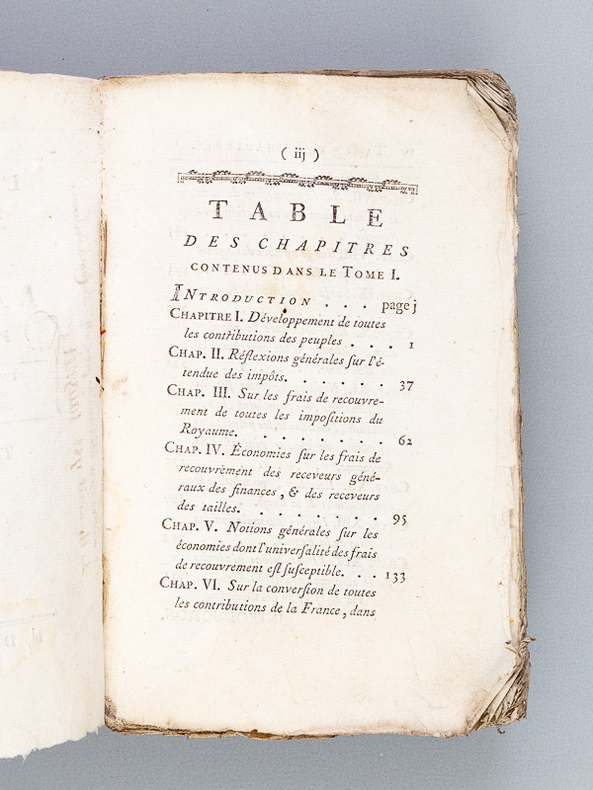 ( iij )
TABLE
DES CHAPITRES
CONTENUS DANS LE TOME I.
INTRODUCTION . . . page j
CHAPITRE I. Développement de toutes
les contributions des peuples . . . . 1
CHAP. II. Réflexions générales ſur l'é-
tendue des impôts. . . . . . . 37
CHAP. III. Sur les frais de recouvre-
ment de toutes les impoſitions du
Royaume. . . . . . . . . 62
CHAP. IV. Économies ſur les frais de
recouvrement des receveurs géné-
raux des finances, & des receveurs
des tailles. . . . . . . . . 95
CHAP. V. Notions générales ſur les
économies dont l'universalité des frais
de recouvrement eſt ſuſceptible. . . 133
CHAP. VI. Sur la converſion de toutes
les contributions de la France, dans